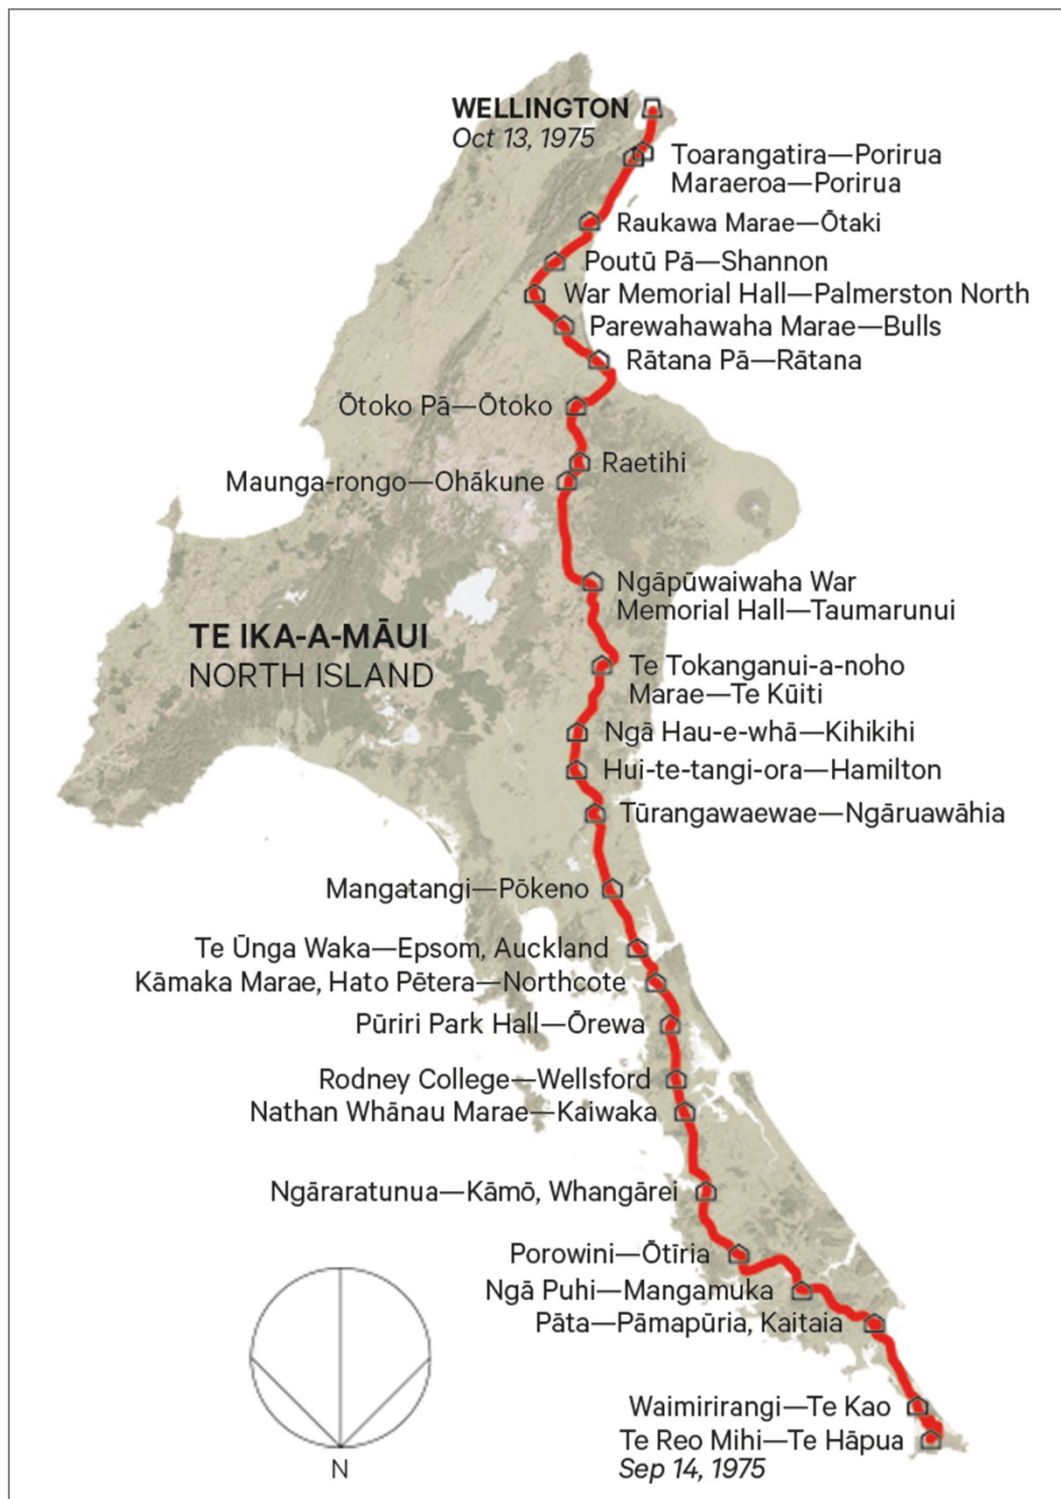 WELLINGTON
Oct 13, 1975
Toarangatira—Porirua
Maraeroa—Porirua
Raukawa Marae—Ōtaki
Poutū Pā—Shannon
War Memorial Hall—Palmerston North
Parewahawaha Marae—Bulls
Rātana Pā—Rātana
Ōtoko Pā—Ōtoko
Raetihi
Maunga-rongo—Ohākune
Ngāpūwaiwaha War
Memorial Hall—Taumarunui
TE IKA-A-MĀUI
NORTH ISLAND
Te Tokanganui-a-noho
Marae—Te Kūiti
Ngā Hau-e-whā—Kihikihi
Hui-te-tangi-ora—Hamilton
Tūrangawaewae—Ngāruawāhia
Mangatangi—Pōkeno
Te Ūnga Waka—Epsom, Auckland
Kāmaka Marae, Hato Pētera—Northcote
Pūriri Park Hall—Ōrewa
Rodney College—Wellsford
Nathan Whānau Marae—Kaiwaka
Ngāraratunua—Kāmō, Whangārei
Porowini—Ōtīria
Ngā Puhi—Mangamuka
Pāta—Pāmapūria, Kaitaia
Waimirirangi—Te Kao
Te Reo Mihi—Te Hāpua
Sep 14, 1975
N